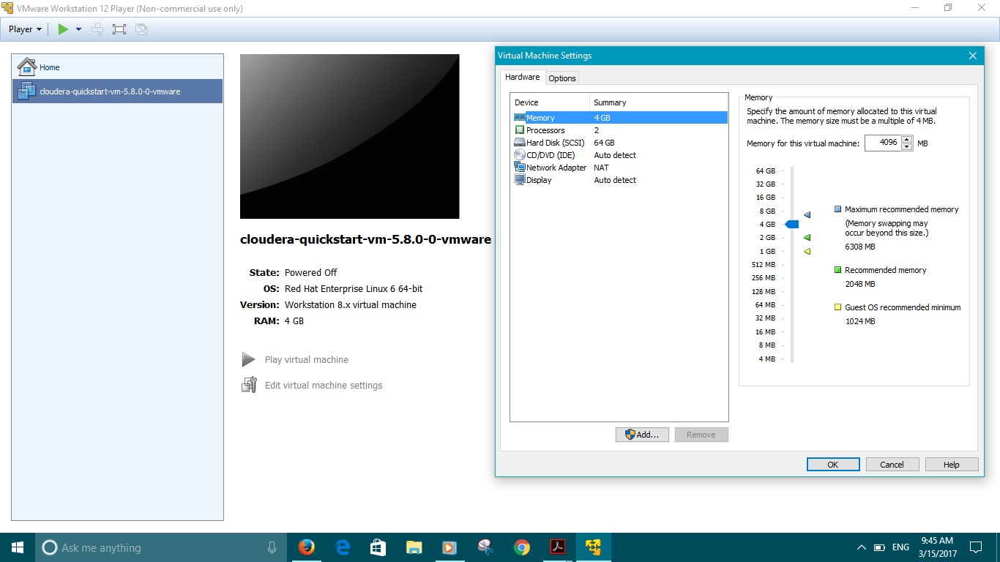 VMware Workstation 12 Player (Non-commercial use only)
Player
Home
cloudera-quickstart-vm-5.8.0-0-vmware
cloudera-quickstart-vm-5.8.0-0-vmware
State: Powered Off
OS: Red Hat Enterprise Linux 6 64-bit
Version: Workstation 8.x virtual machine
RAM: 4 GB
Play virtual machine
Edit virtual machine settings
Virtual Machine Settings
Hardware Options
Device Summary
Memory 4 GB
Processors 2
Hard Disk (SCSI) 64 GB
CD/DVD (IDE) Auto detect
Network Adapter NAT
Display Auto detect
Add... Remove
Memory
Specify the amount of memory allocated to this virtual
machine. The memory size must be a multiple of 4 MB.
Memory for this virtual machine: 4096 MB
64 GB
32 GB
16 GB
8 GB
4 GB
2 GB
1 GB
512 MB
256 MB
128 MB
64 MB
32 MB
16 MB
8 MB
4 MB
Maximum recommended memory
(Memory swapping may
occur beyond this size.)
6308 MB
Recommended memory
2048 MB
Guest OS recommended minimum
1024 MB
OK Cancel Help
Ask me anything
ENG
9:45 AM
3/15/2017